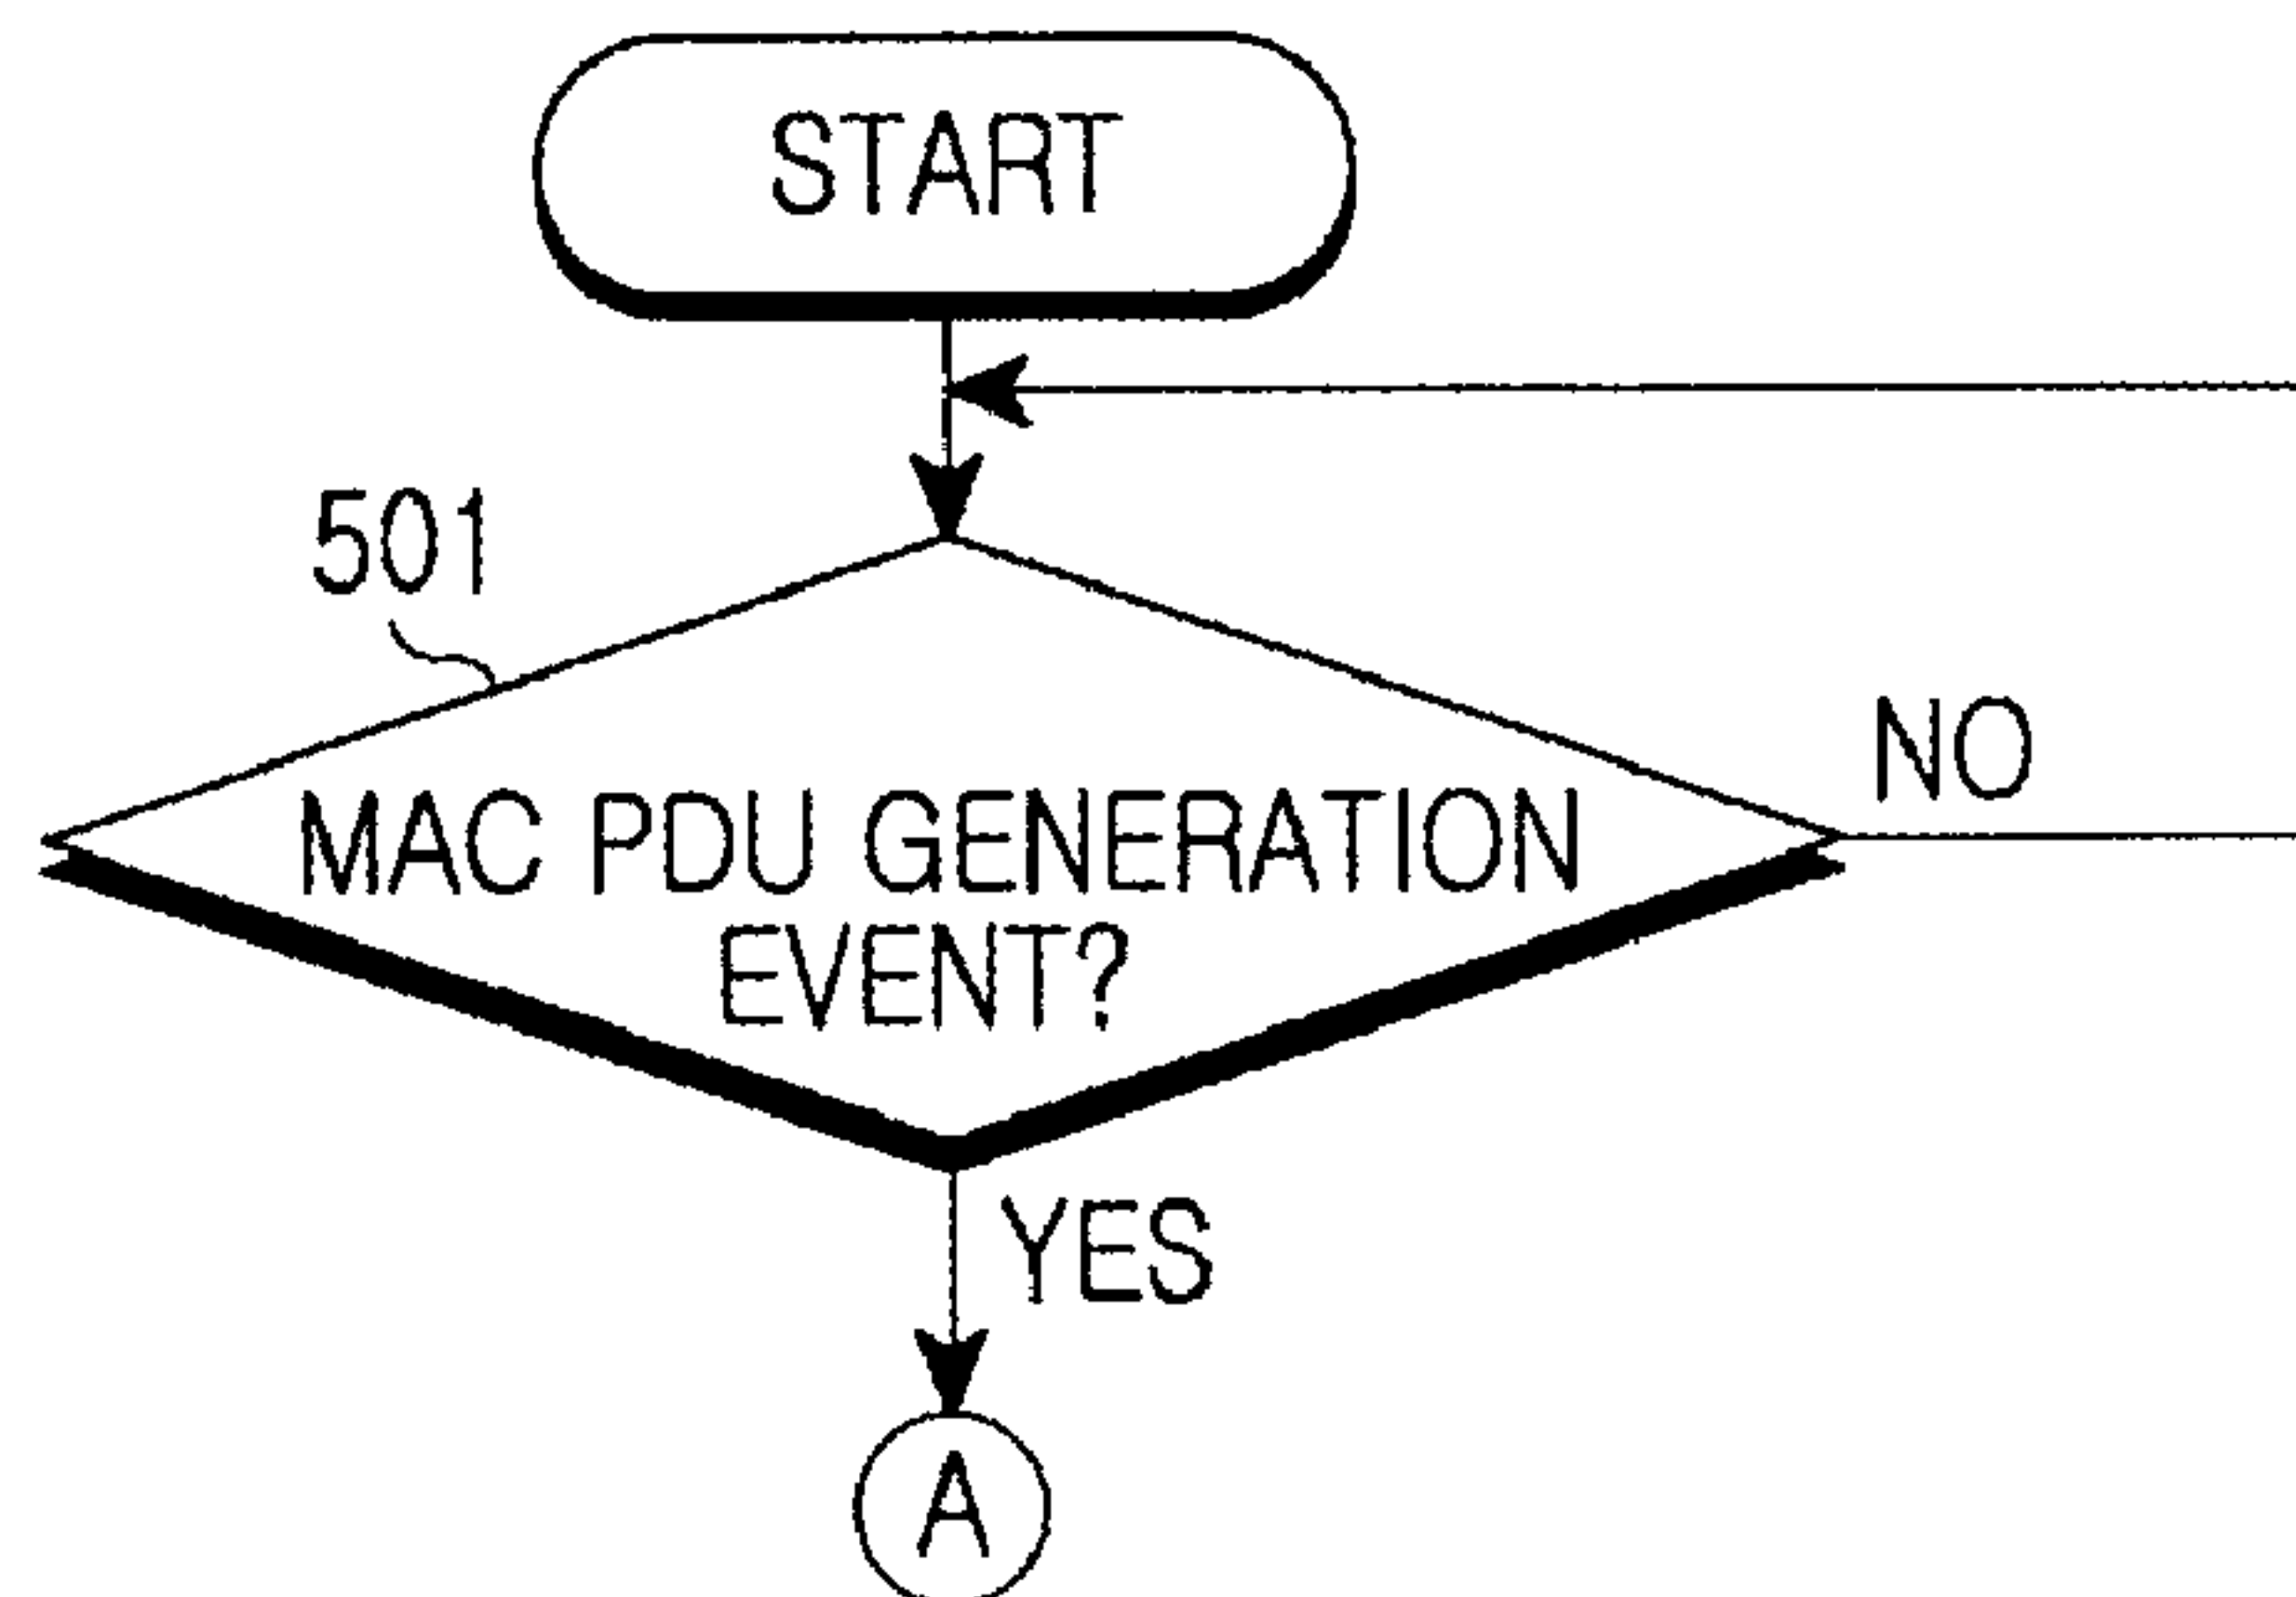 START
501
NO
MAC PDU GENERATION
EVENT?
YES
A